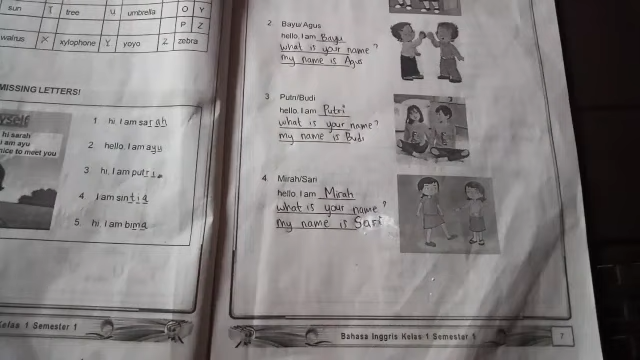 sun T tree u umbrella O Y
P Z
walrus X xylophone Y yoyo Z zebra
MISSING LETTERS!
yself
hi sarah
i am ayu
nice to meet you
1 hi. I am sarah
2. hello. I am ayu
3. hi, I am putri
4. I am sintia
5. hi. I am bima
Kelas 1 Semester 1
2. Bayu/Agus
hello, I am Bayu
what is your name?
my name is Agus
3 Putri/Budi
hello. I am Putri
what is your name?
my name is Budi
4. Mirah/Sari
hello. I am Mirah
what is your name?
my name is Sari
Bahasa Inggris Kelas 1 Semester 1
7